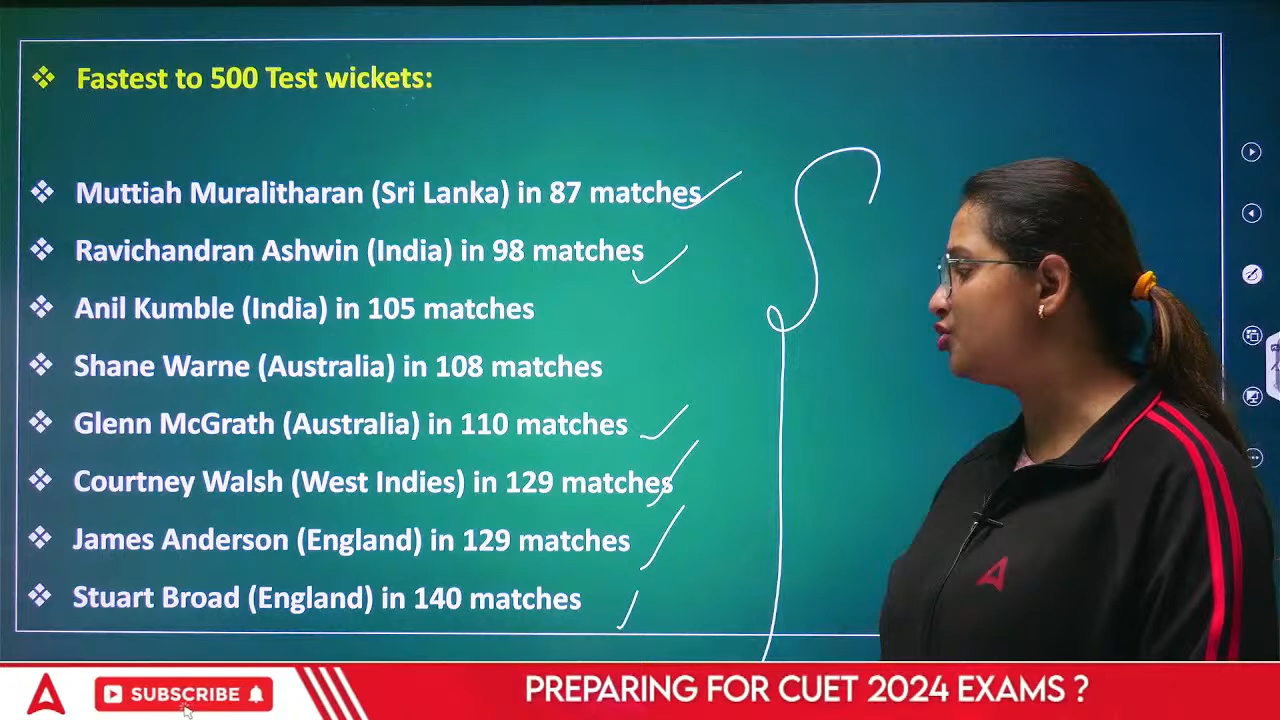 ❖ Fastest to 500 Test wickets:
❖ Muttiah Muralitharan (Sri Lanka) in 87 matches
❖ Ravichandran Ashwin (India) in 98 matches
❖ Anil Kumble (India) in 105 matches
❖ Shane Warne (Australia) in 108 matches
❖ Glenn McGrath (Australia) in 110 matches
❖ Courtney Walsh (West Indies) in 129 matches
❖ James Anderson (England) in 129 matches
❖ Stuart Broad (England) in 140 matches
SUBSCRIBE
PREPARING FOR CUET 2024 EXAMS ?